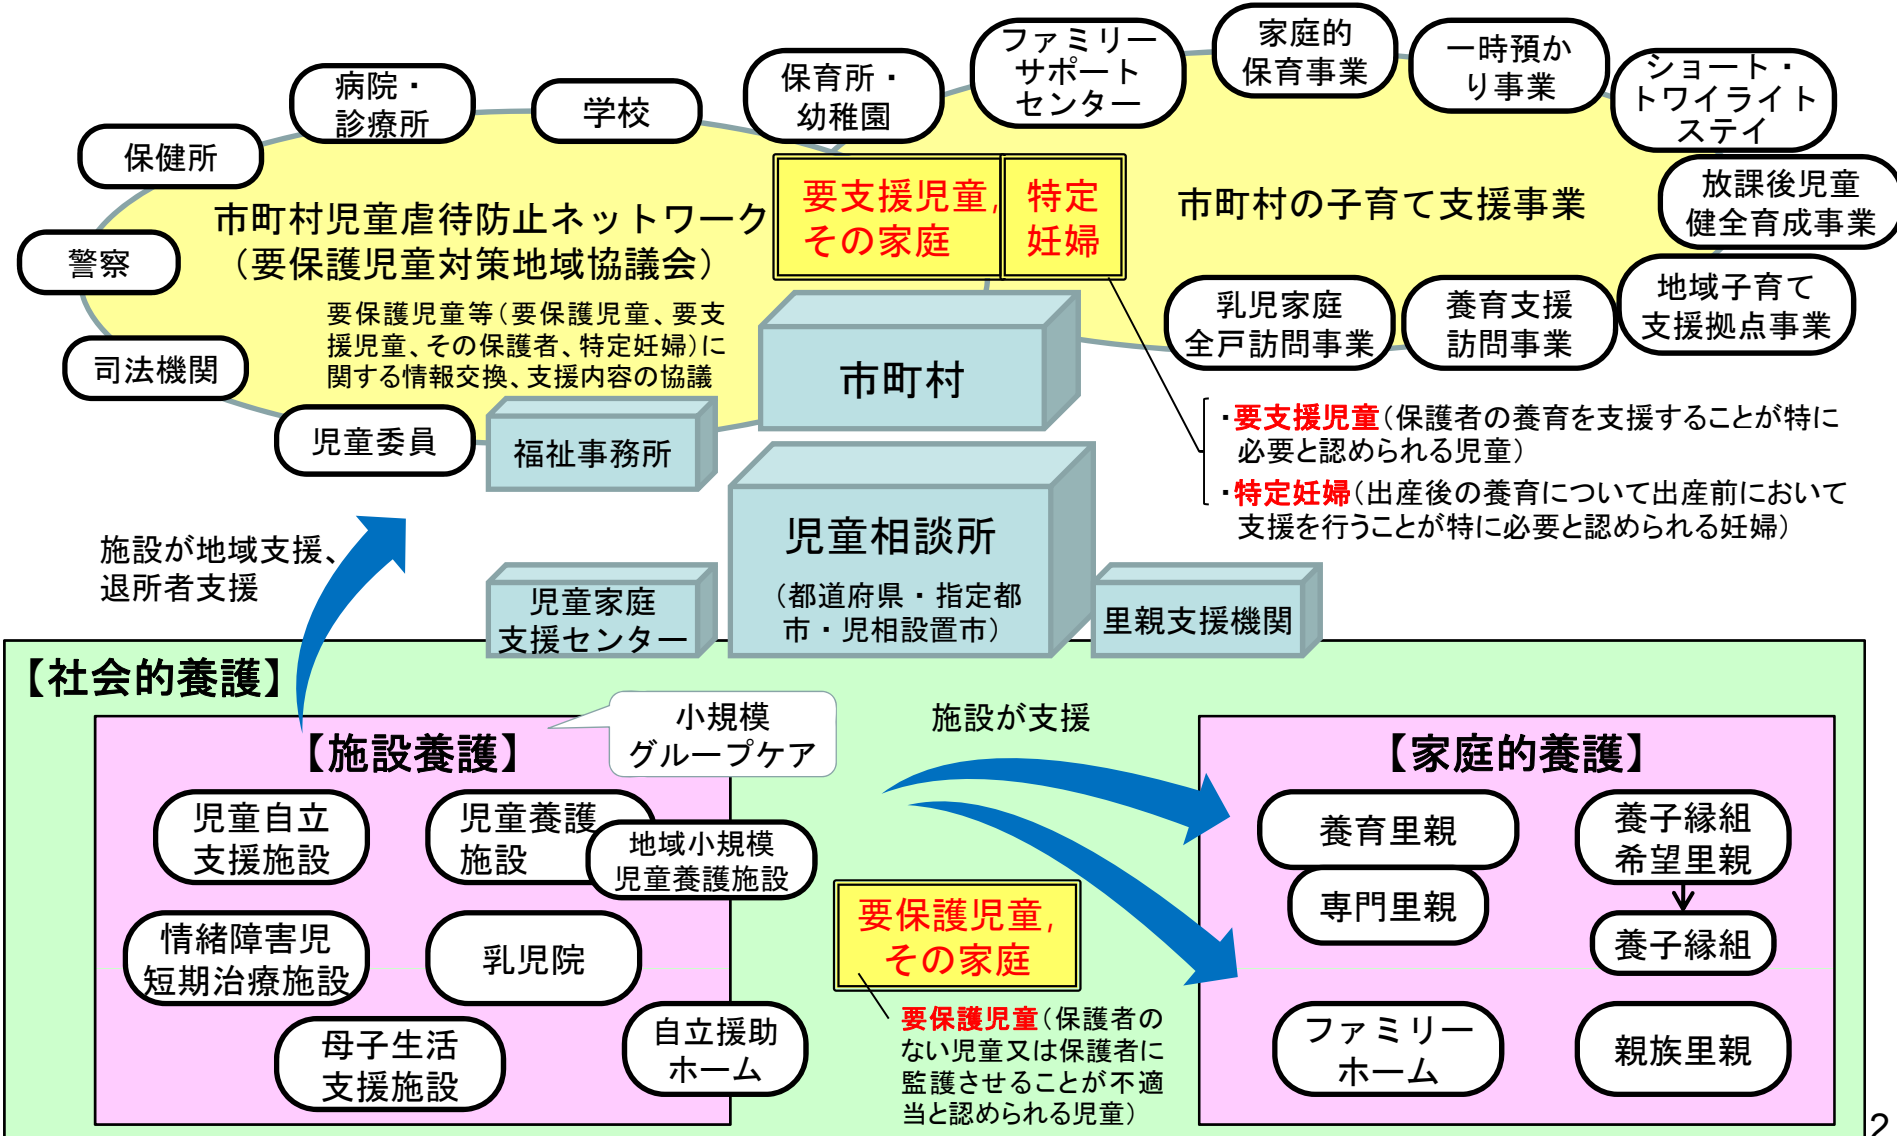 病院・
診療所
学校
保育所・
幼稚園
ファミリー
サポート
センター
家庭的
保育事業
一時預か
り事業
ショート・
トワイライト
ステイ
保健所
警察
司法機関
児童委員
放課後児童
健全育成事業
地域子育て
支援拠点事業
養育支援
訪問事業
乳児家庭
全戸訪問事業
市町村児童虐待防止ネットワーク
（要保護児童対策地域協議会）
要保護児童等（要保護児童、要支
援児童、その保護者、特定妊婦）に
関する情報交換、支援内容の協議
要支援児童,
その家庭
特定
妊婦
市町村の子育て支援事業
市町村
福祉事務所
・要支援児童（保護者の養育を支援することが特に
必要と認められる児童）
・特定妊婦（出産後の養育について出産前において
支援を行うことが特に必要と認められる妊婦）
児童相談所
（都道府県・指定都
市・児相設置市）
児童家庭
支援センター
里親支援機関
施設が地域支援、
退所者支援
【社会的養護】
【施設養護】
小規模
グループケア
児童自立
支援施設
児童養護
施設
地域小規模
児童養護施設
情緒障害児
短期治療施設
乳児院
母子生活
支援施設
自立援助
ホーム
施設が支援
要保護児童,
その家庭
要保護児童（保護者の
ない児童又は保護者に
監護させることが不適
当と認められる児童）
【家庭的養護】
養育里親
専門里親
養子縁組
希望里親
養子縁組
ファミリー
ホーム
親族里親
2